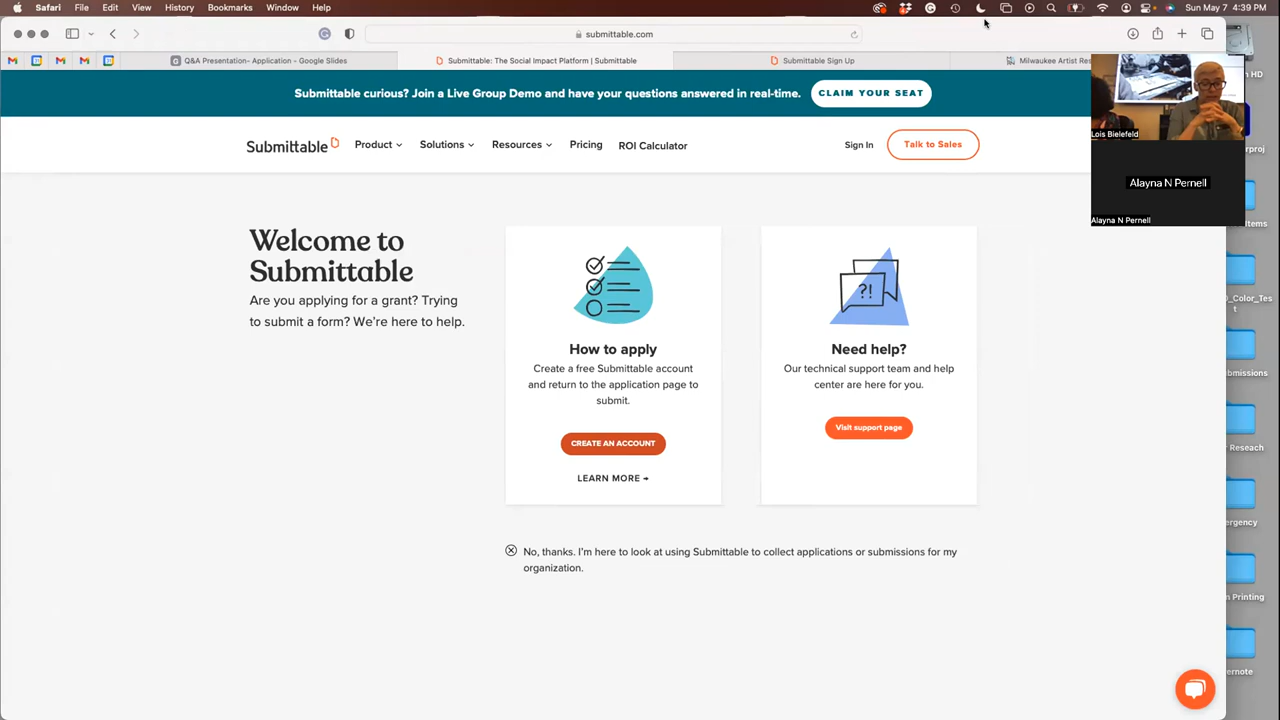 Safari File Edit View History Bookmarks Window Help Sun May 7 4:39 PM
submittable.com
Q&A Presentation- Application - Google Slides Submittable: The Social Impact Platform | Submittable Submittable Sign Up Milwaukee Artist Res
Submittable curious? Join a Live Group Demo and have your questions answered in real-time. CLAIM YOUR SEAT
Submittable Product Solutions Resources Pricing ROI Calculator Sign In Talk to Sales
Lois Bielefeld
Alayna N Pernell
Alayna N Pernell
Welcome to
Submittable
Are you applying for a grant? Trying
to submit a form? We're here to help.
How to apply
Create a free Submittable account
and return to the application page to
submit.
CREATE AN ACCOUNT
LEARN MORE →
?!
Need help?
Our technical support team and help
center are here for you.
Visit support page
No, thanks. I'm here to look at using Submittable to collect applications or submissions for my
organization.
HD
erproj
Items
0_Color_Tes
t
missions
Reseach
ergency
m Printing
ernote